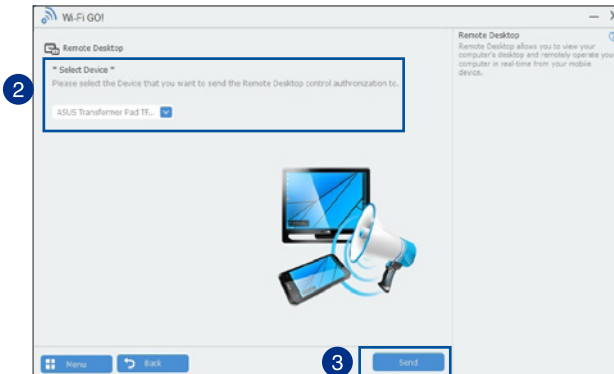 Wi-Fi GO!
Remote Desktop
* Select Device *
Please select the Device that you want to send the Remote Desktop control authronization to.
2
ASUS Transformer Pad TF...
Menu
Back
3
Send
Remote Desktop
Remote Desktop allows you to view your
computer's desktop and remotely operate you
computer in real-time from your mobile
device.